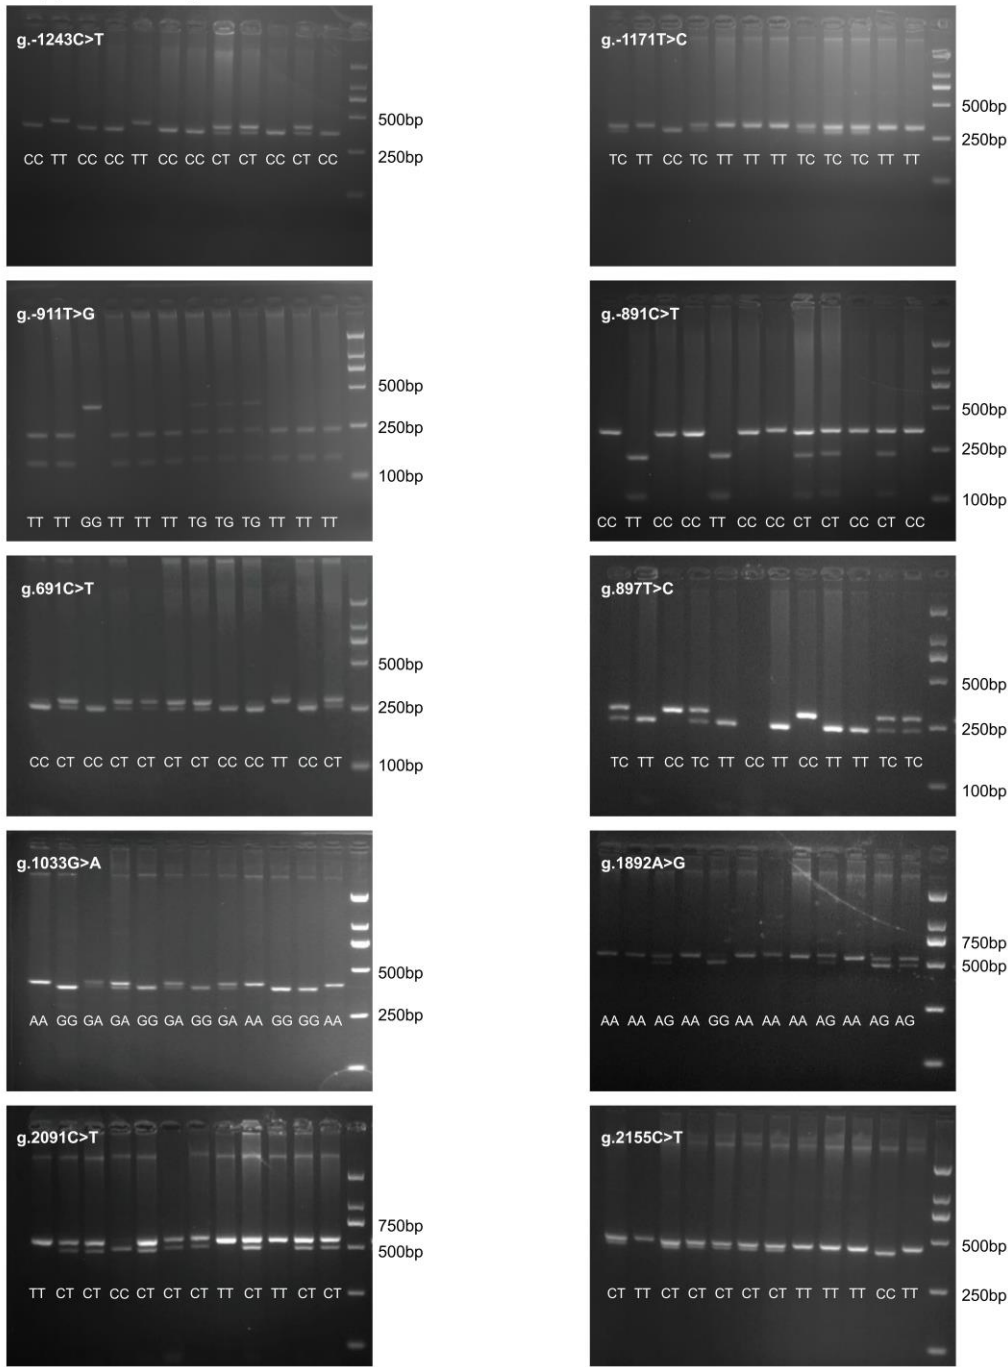 g.-1243C>T
500bp
CC TT CC CC TT CC CC CT CT CC CT CC
250bp
g.-1171T>C
500bp
250bp
TC TT CC TC TT TT TT TC TC TC TT TT
g.-911T>G
500bp
250bp
100bp
TT TT GG TT TT TT TG TG TG TT TT TT
g.-891C>T
500bp
250bp
100bp
CC TT CC CC TT CC CC CT CT CC CT CC
g.691C>T
500bp
250bp
CC CT CC CT CT CT CT CC CC TT CC CT
100bp
g.897T>C
500bp
250bp
TC TT CC TC TT CC TT CC TT TT TC TC
100bp
g.1033G>A
500bp
250bp
AA GG GA GA GG GA GG GA AA GG GG AA
g.1892A>G
750bp
500bp
AA AA AG AA GG AA AA AA AG AA AG AG
g.2091C>T
750bp
500bp
TT CT CT CC CT CT CT TT CT TT CT CT
g.2155C>T
500bp
250bp
CT TT CT CT CT CT CT TT TT TT CC TT